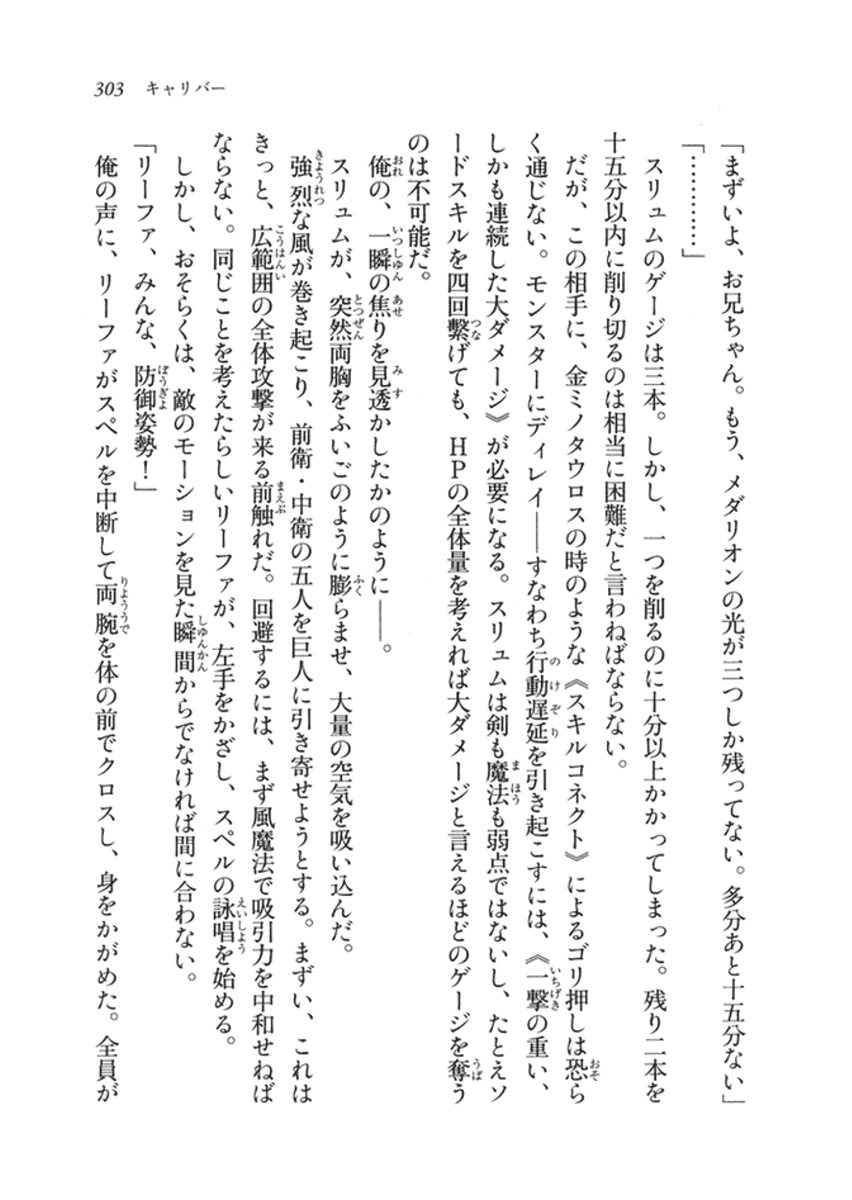 303 キャリバー
「まずいよ、お兄ちゃん。もう、メダリオンの光が三つしか残ってない。多分あと十五分ない」
「…………」
スリュムのゲージは三本。しかし、一つを削るのに十分以上かかってしまった。残り二本を
十五分以内に削り切るのは相当に困難だと言わねばならない。
だが、この相手に、金ミノタウロスの時のような《スキルコネクト》によるゴリ押しは恐ら
く通じない。モンスターにディレイ――すなわち行動遅延を引き起こすには、《一撃の重い、
しかも連続した大ダメージ》が必要になる。スリュムは剣も魔法も弱点ではないし、たとえソ
ードスキルを四回繋げても、HPの全体量を考えれば大ダメージと言えるほどのゲージを奪う
のは不可能だ。
俺の、一瞬の焦りを見透かしたかのように――。
スリュムが、突然両胸をふいごのように膨らませ、大量の空気を吸い込んだ。
強烈な風が巻き起こり、前衛・中衛の五人を巨人に引き寄せようとする。まずい、これは
きっと、広範囲の全体攻撃が来る前触れだ。回避するには、まず風魔法で吸引力を中和せねば
ならない。同じことを考えたらしいリーファが、左手をかざし、スペルの詠唱を始める。
しかし、おそらくは、敵のモーションを見た瞬間からでなければ間に合わない。
「リーファ、みんな、防御姿勢！」
俺の声に、リーファがスペルを中断して両腕を体の前でクロスし、身をかがめた。全員が